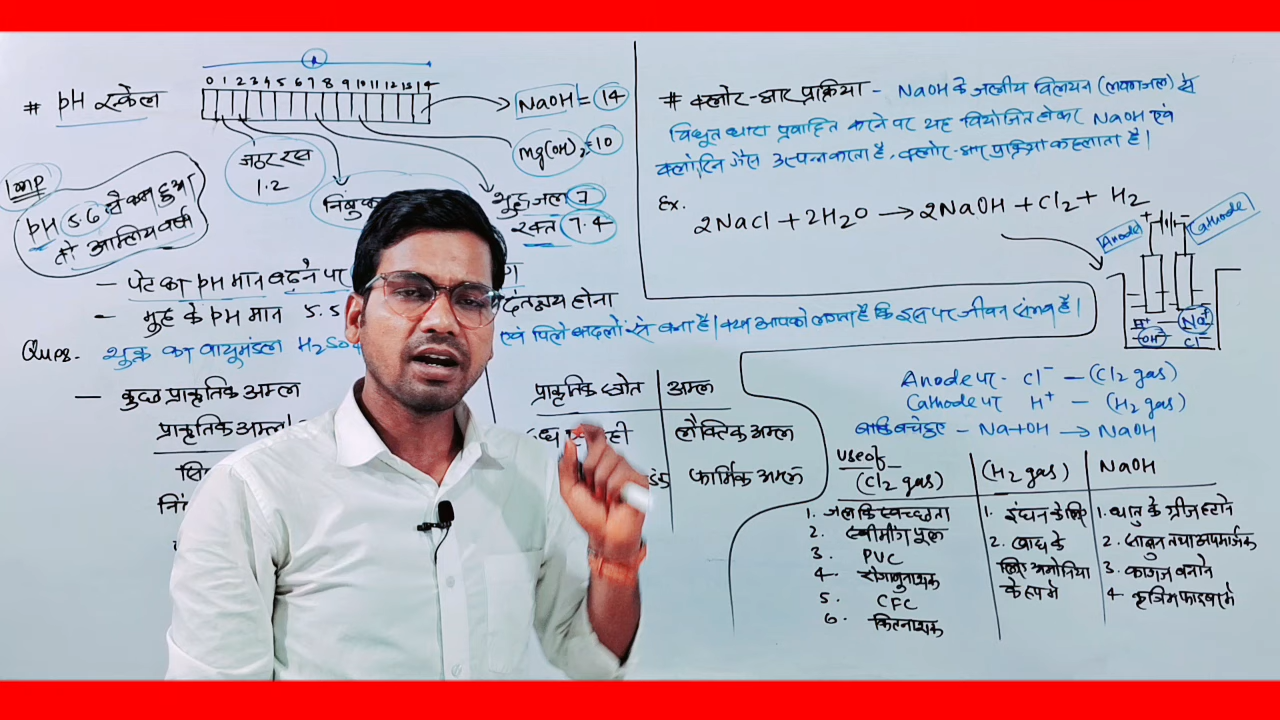 0 1 2 3 4 5 6 7 8 9 10 11 12 13 14
# pH स्केल
NaOH = 14
Mg(OH)₂ = 10
जठर रस
1.2
शुद्ध जल 7
रक्त 7.4
Imp
pH 5.6 से कम हुआ
तो अम्लिय वर्षा
– पेट का pH मान बढ़ने पर
– मुह के pH मान 5.5
दंतक्षय होना
Ques. शुक्र का वायुमंडल H₂SO₄
एवं पिले बादलो से बना है। क्या आपको लगता है कि इस पर जीवन संभव है।
– कुछ प्राकृतिक अम्ल
प्राकृतिक
प्राकृतिक स्त्रोत | अम्ल
लैक्टिक अम्ल
फार्मिक अम्ल
# क्लोर-क्षार प्रक्रिया – NaOH के जलीय विलयन (लवणजल) से
विद्युत धारा प्रवाहित करने पर यह वियोजित होकर NaOH एवं
क्लोरिन गैस उत्पन्न करता है, क्लोर-क्षार प्रक्रिया कहलाता है।
Ex.
2NaCl + 2H₂O → 2NaOH + Cl₂ + H₂
Anode + – Cathode
H⁺ Na⁺
OH⁻ Cl⁻
Anode पर – Cl⁻ – (Cl₂ gas)
Cathode पर H⁺ – (H₂ gas)
बाकि बचे हुए – Na + OH → NaOH
use of
(Cl₂ gas) | (H₂ gas) | NaOH
1. जल कि स्वच्छता
2. स्वीमींग पूल
3. PVC
4. रोगाणुनाशक
5. CFC
6. किटनाशक
1. इंधन के लिए
2. खाद के
लिए अमोनिया
के रूप मे
1. धातु के ग्रीज हटाने
2. साबुन तथा अपमार्जक
3. कागज बनाने
4. कृत्रिम फाइबर मे